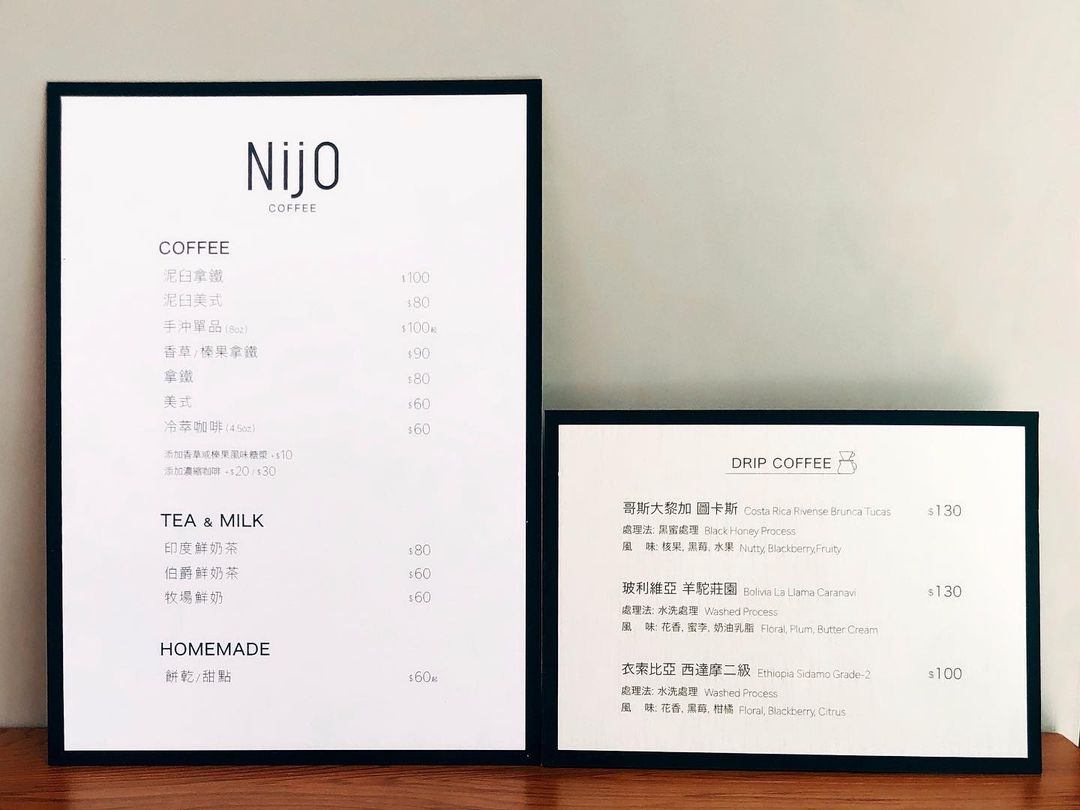 NijO
COFFEE
COFFEE
泥臼拿鐵 $100
泥臼美式 $80
手沖單品 (8oz) $100起
香草/榛果拿鐵 $90
拿鐵 $80
美式 $60
冷萃咖啡 (4.5oz) $60
添加香草或榛果風味糖漿 +$10
添加濃縮咖啡 +$20 / $30
TEA & MILK
印度鮮奶茶 $80
伯爵鮮奶茶 $60
牧場鮮奶 $60
HOMEMADE
餅乾/甜點 $60起
DRIP COFFEE
哥斯大黎加 圖卡斯 Costa Rica Rivense Brunca Tucas $130
處理法: 黑蜜處理 Black Honey Process
風 味: 核果, 黑莓, 水果 Nutty, Blackberry,Fruity
玻利維亞 羊駝莊園 Bolivia La Llama Caranavi $130
處理法: 水洗處理 Washed Process
風 味: 花香, 蜜李, 奶油乳脂 Floral, Plum, Butter Cream
衣索比亞 西達摩二級 Ethiopia Sidamo Grade-2 $100
處理法: 水洗處理 Washed Process
風 味: 花香, 黑莓, 柑橘 Floral, Blackberry, Citrus